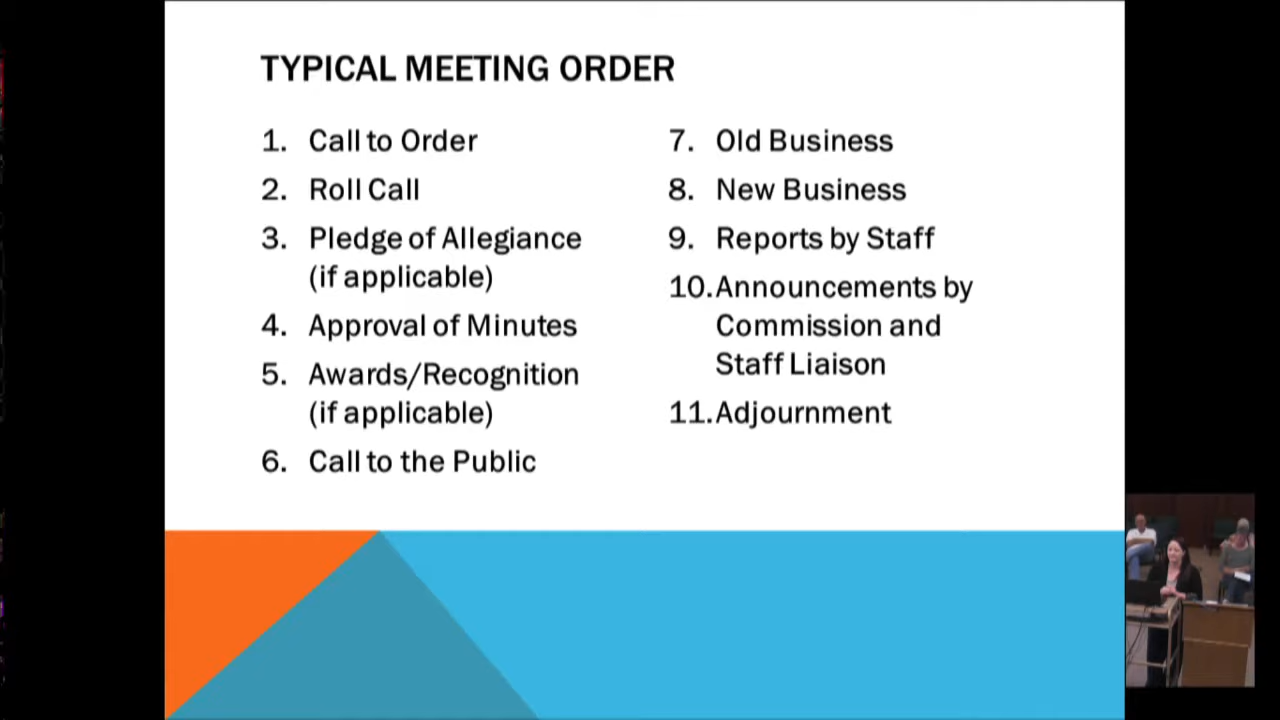 TYPICAL MEETING ORDER
1. Call to Order
2. Roll Call
3. Pledge of Allegiance
(if applicable)
4. Approval of Minutes
5. Awards/Recognition
(if applicable)
6. Call to the Public
7. Old Business
8. New Business
9. Reports by Staff
10. Announcements by
Commission and
Staff Liaison
11. Adjournment